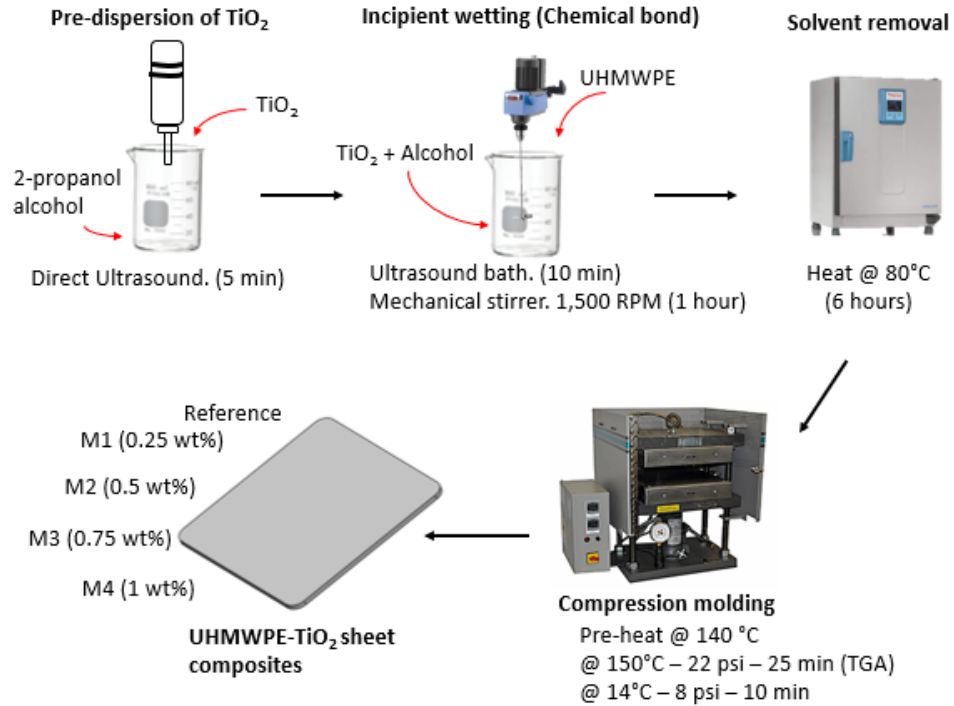 Pre-dispersion of TiO₂
TiO₂
2-propanol
alcohol
Direct Ultrasound. (5 min)
Incipient wetting (Chemical bond)
UHMWPE
TiO₂ + Alcohol
Ultrasound bath. (10 min)
Mechanical stirrer. 1,500 RPM (1 hour)
Solvent removal
Heat @ 80°C
(6 hours)
Compression molding
Pre-heat @ 140 °C
@ 150°C – 22 psi – 25 min (TGA)
@ 14°C – 8 psi – 10 min
Reference
M1 (0.25 wt%)
M2 (0.5 wt%)
M3 (0.75 wt%)
M4 (1 wt%)
UHMWPE-TiO₂ sheet
composites